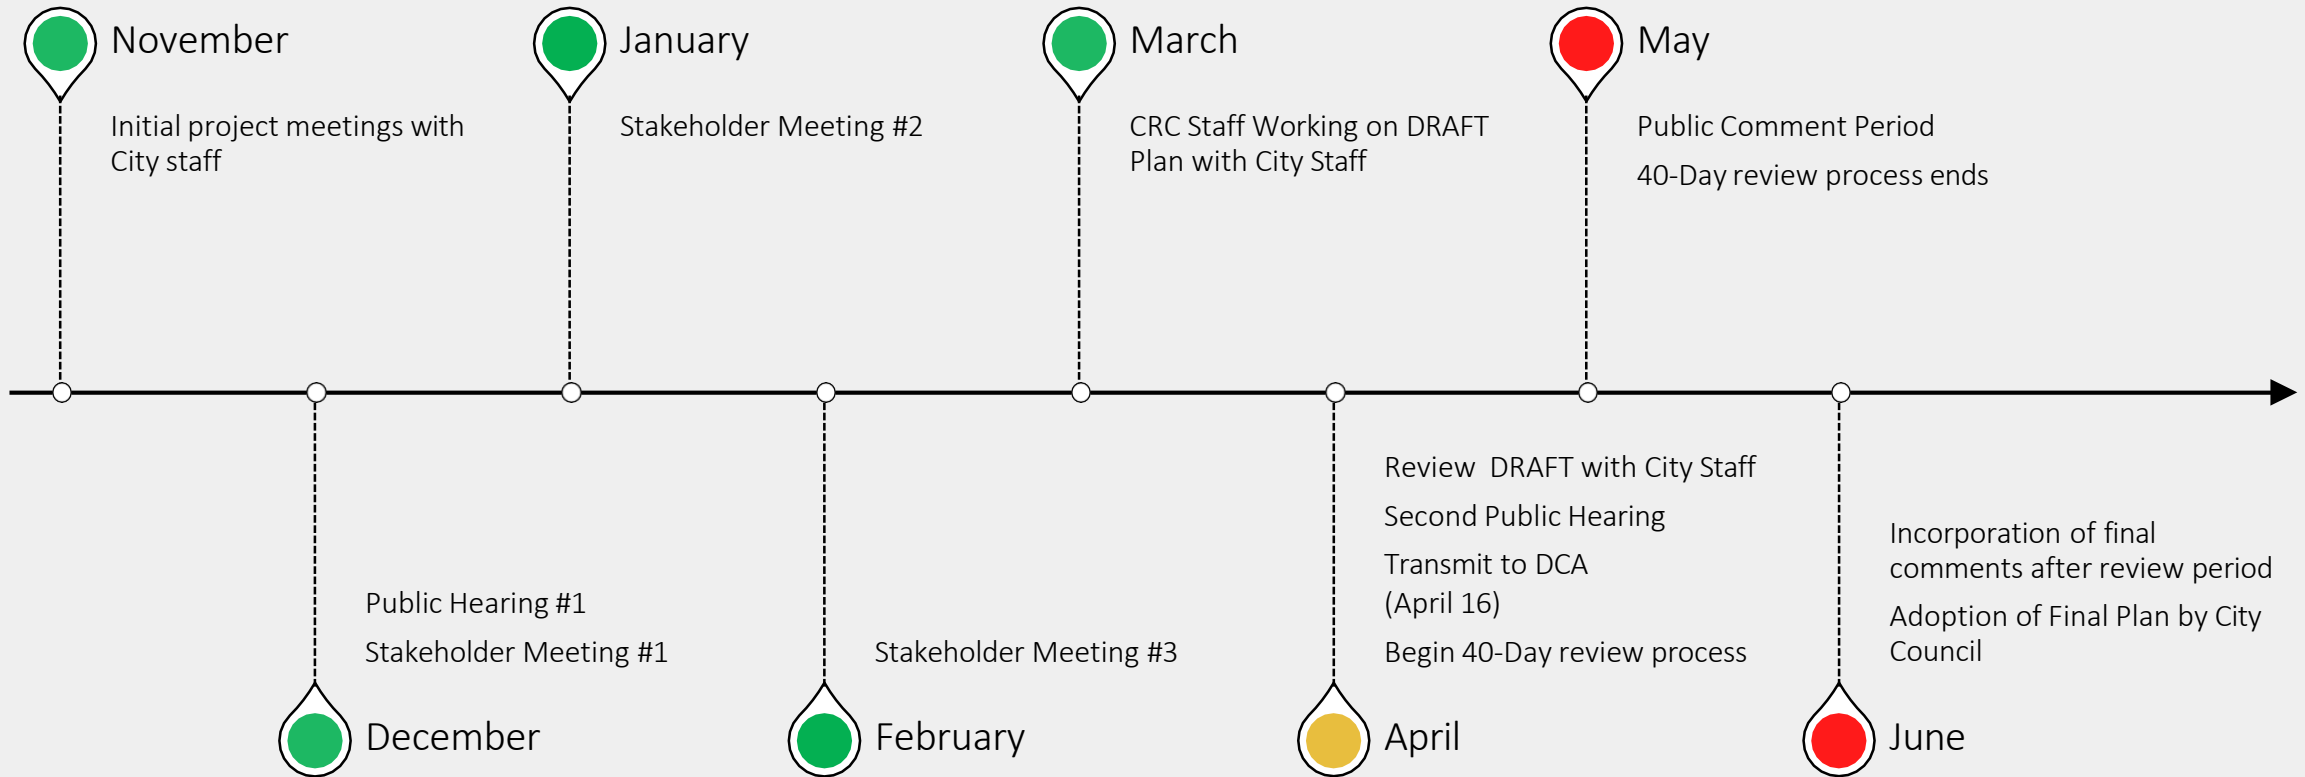 November
Initial project meetings with
City staff
January
Stakeholder Meeting #2
March
CRC Staff Working on DRAFT
Plan with City Staff
May
Public Comment Period
40-Day review process ends
Public Hearing #1
Stakeholder Meeting #1
December
Stakeholder Meeting #3
February
Review  DRAFT with City Staff
Second Public Hearing
Transmit to DCA
(April 16)
Begin 40-Day review process
April
Incorporation of final
comments after review period
Adoption of Final Plan by City
Council
June